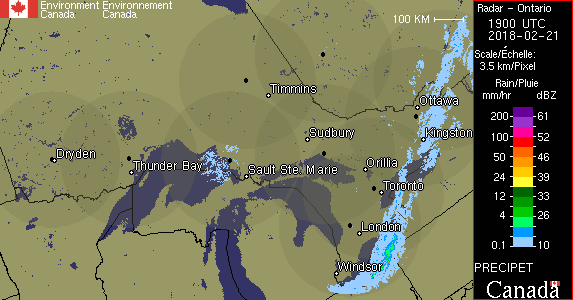 Environment Environnement
Canada Canada
100 KM
Timmins
Ottawa
Sudbury
Kingston
Dryden
Thunder Bay
Sault Ste. Marie
Orillia
Toronto
London
Windsor
Radar - Ontario
1900 UTC
2018-02-21
Scale/Échelle:
3.5 km/Pixel
Rain/Pluie
mm/hr dBZ
200 61
100 52
50 46
24 39
12 33
4 26
0.1 10
PRECIPET
Canada